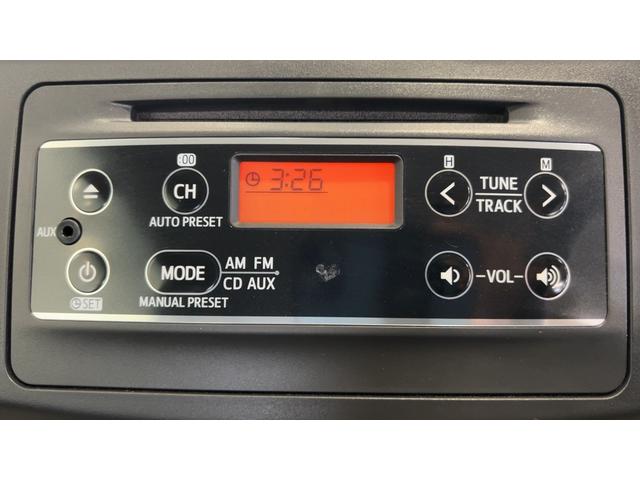 :00
CH
AUTO PRESET
3:26
H
M
<
TUNE
TRACK
>
AUX
SET
MODE
AM FM
CD AUX
MANUAL PRESET
-VOL-